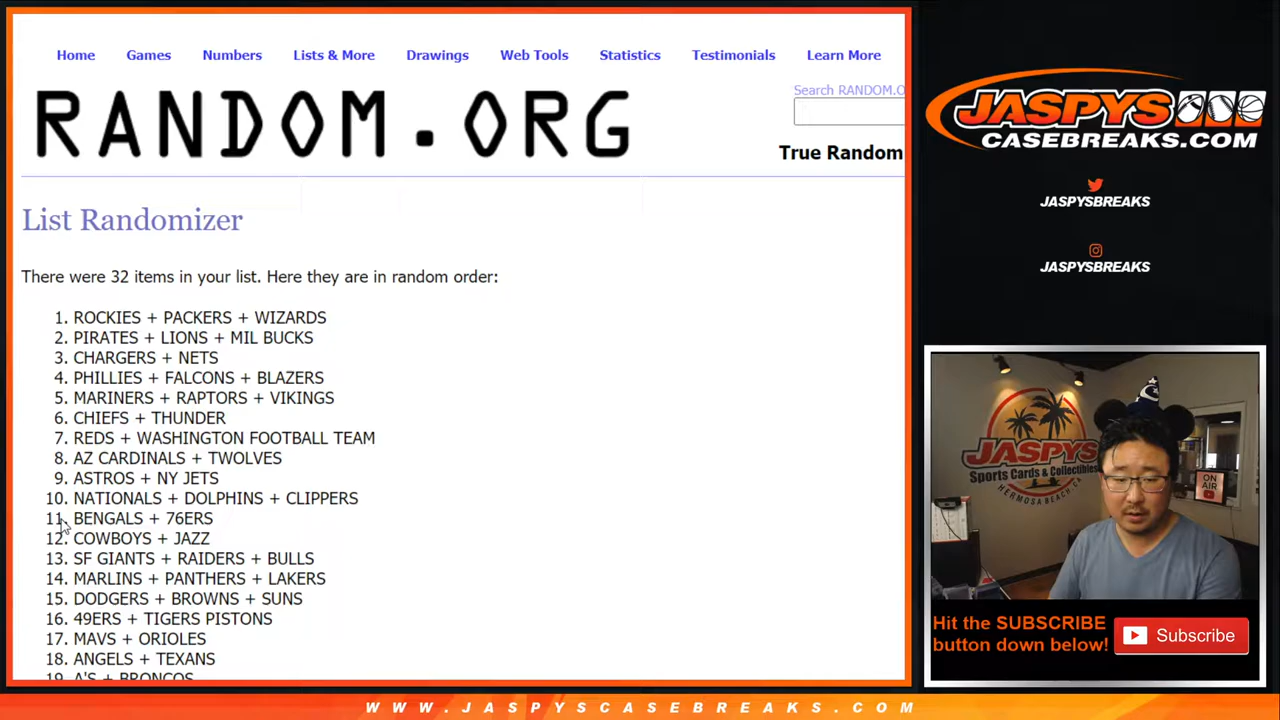 Home Games Numbers Lists & More Drawings Web Tools Statistics Testimonials Learn More
RANDOM.ORG
Search RANDOM.O
True Random
List Randomizer
There were 32 items in your list. Here they are in random order:
1. ROCKIES + PACKERS + WIZARDS
2. PIRATES + LIONS + MIL BUCKS
3. CHARGERS + NETS
4. PHILLIES + FALCONS + BLAZERS
5. MARINERS + RAPTORS + VIKINGS
6. CHIEFS + THUNDER
7. REDS + WASHINGTON FOOTBALL TEAM
8. AZ CARDINALS + TWOLVES
9. ASTROS + NY JETS
10. NATIONALS + DOLPHINS + CLIPPERS
11. BENGALS + 76ERS
12. COWBOYS + JAZZ
13. SF GIANTS + RAIDERS + BULLS
14. MARLINS + PANTHERS + LAKERS
15. DODGERS + BROWNS + SUNS
16. 49ERS + TIGERS PISTONS
17. MAVS + ORIOLES
18. ANGELS + TEXANS
19. A'S + BRONCOS
JASPYS
CASEBREAKS.COM
JASPYSBREAKS
JASPYSBREAKS
JASPYS
Sports Cards & Collectibles
HERMOSA BEACH, CA
ON AIR
Hit the SUBSCRIBE
button down below!
Subscribe
WWW.JASPYSCASEBREAKS.COM